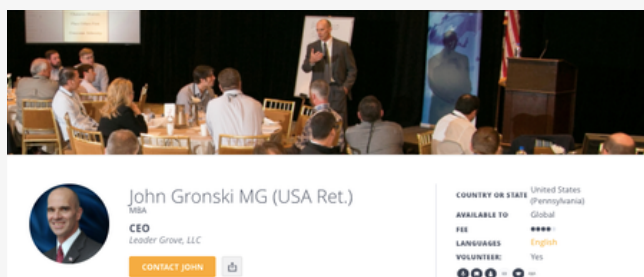 John Gronski MG (USA Ret.)
MBA
CEO
Leader Grove, LLC
CONTACT JOHN
COUNTRY OR STATE United States (Pennsylvania)
AVAILABLE TO Global
FEE
LANGUAGES English
VOLUNTEER: Yes